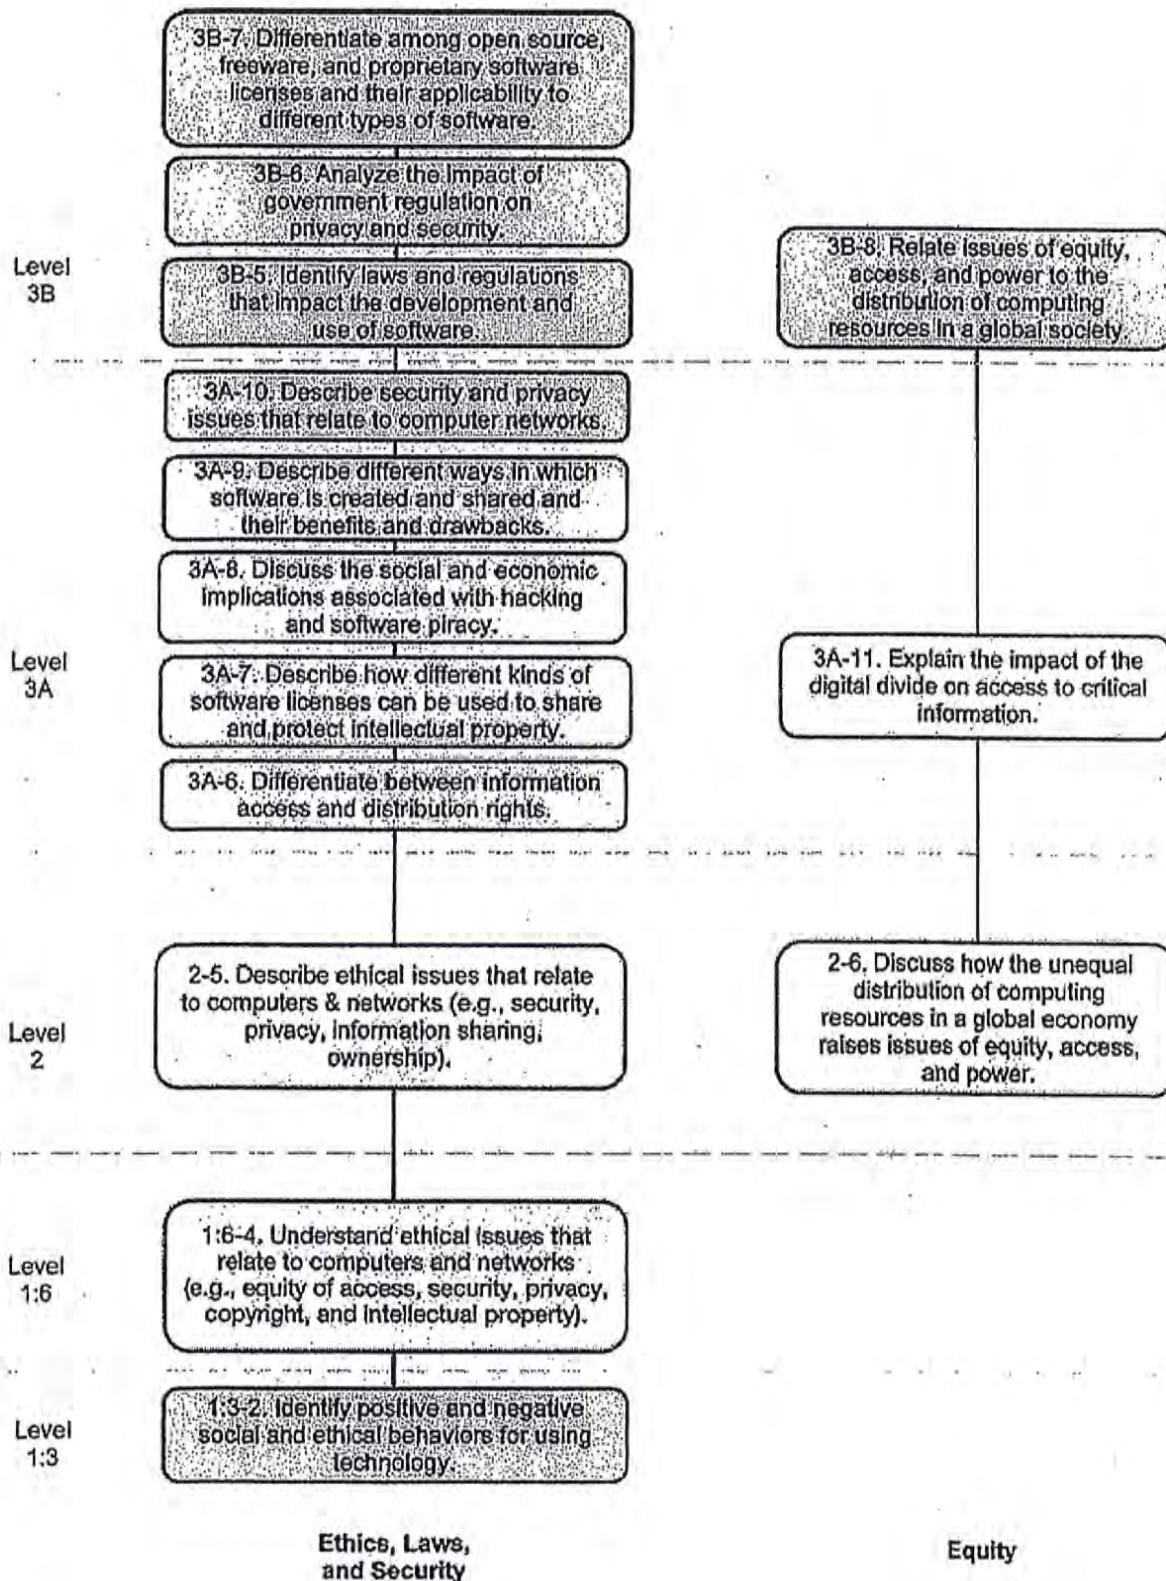 3B-7. Differentiate among open source,
freeware, and proprietary software
licenses and their applicability to
different types of software.
3B-6. Analyze the impact of
government regulation on
privacy and security.
Level
3B
3B-5. Identify laws and regulations
that impact the development and
use of software.
3B-8. Relate issues of equity,
access, and power to the
distribution of computing
resources in a global society.
3A-10. Describe security and privacy
issues that relate to computer networks.
3A-9. Describe different ways in which
software is created and shared and
their benefits and drawbacks.
3A-8. Discuss the social and economic
implications associated with hacking
and software piracy.
Level
3A
3A-7. Describe how different kinds of
software licenses can be used to share
and protect intellectual property.
3A-6. Differentiate between information
access and distribution rights.
3A-11. Explain the impact of the
digital divide on access to critical
information.
Level
2
2-5. Describe ethical issues that relate
to computers & networks (e.g., security,
privacy, information sharing,
ownership).
2-6. Discuss how the unequal
distribution of computing
resources in a global economy
raises issues of equity, access,
and power.
Level
1:6
1:6-4. Understand ethical issues that
relate to computers and networks
(e.g., equity of access, security, privacy,
copyright, and intellectual property).
Level
1:3
1:3-2. Identify positive and negative
social and ethical behaviors for using
technology.
Ethics, Laws,
and Security
Equity